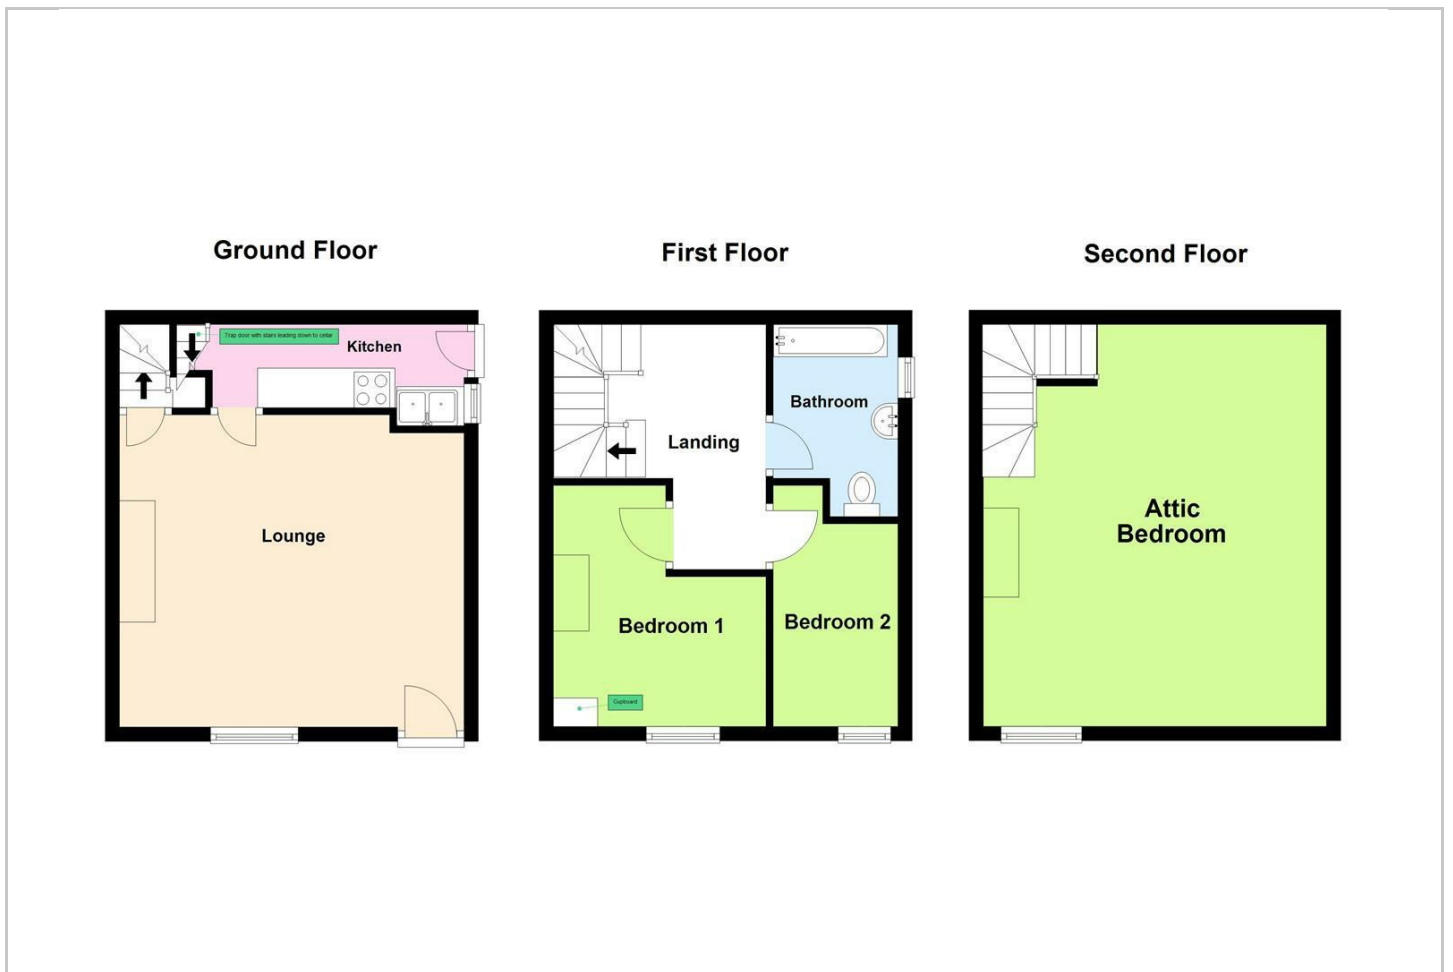 Ground Floor
Trap door with stairs leading down to cellar
Kitchen
Lounge
First Floor
Bathroom
Landing
Bedroom 1
Bedroom 2
Cupboard
Second Floor
Attic
Bedroom